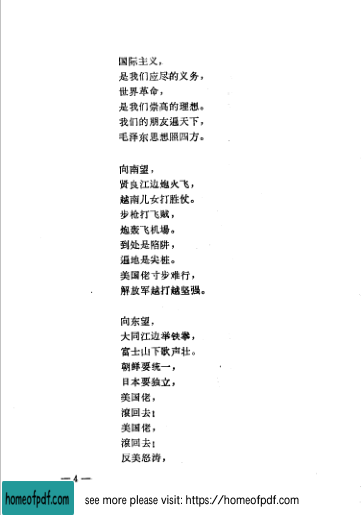 国际主义，
是我们应尽的义务，
世界革命，
是我们崇高的理想。
我们的朋友遍天下，
毛泽东思想照四方。
向南望，
贤良江边炮火飞，
越南儿女打胜仗。
步枪打飞贼，
炮轰飞机場。
到处是陷阱，
遍地是尖桩。
美国佬寸步难行，
解放军越打越坚强。
向东望，
大同江边举铁拳，
富士山下歌声壮。
朝鲜要统一，
日本要独立，
美国佬，
滚回去！
美国佬，
滚回去！
反美怒涛，
—4—
homeofpdf.com
see more please visit: https://homeofpdf.com